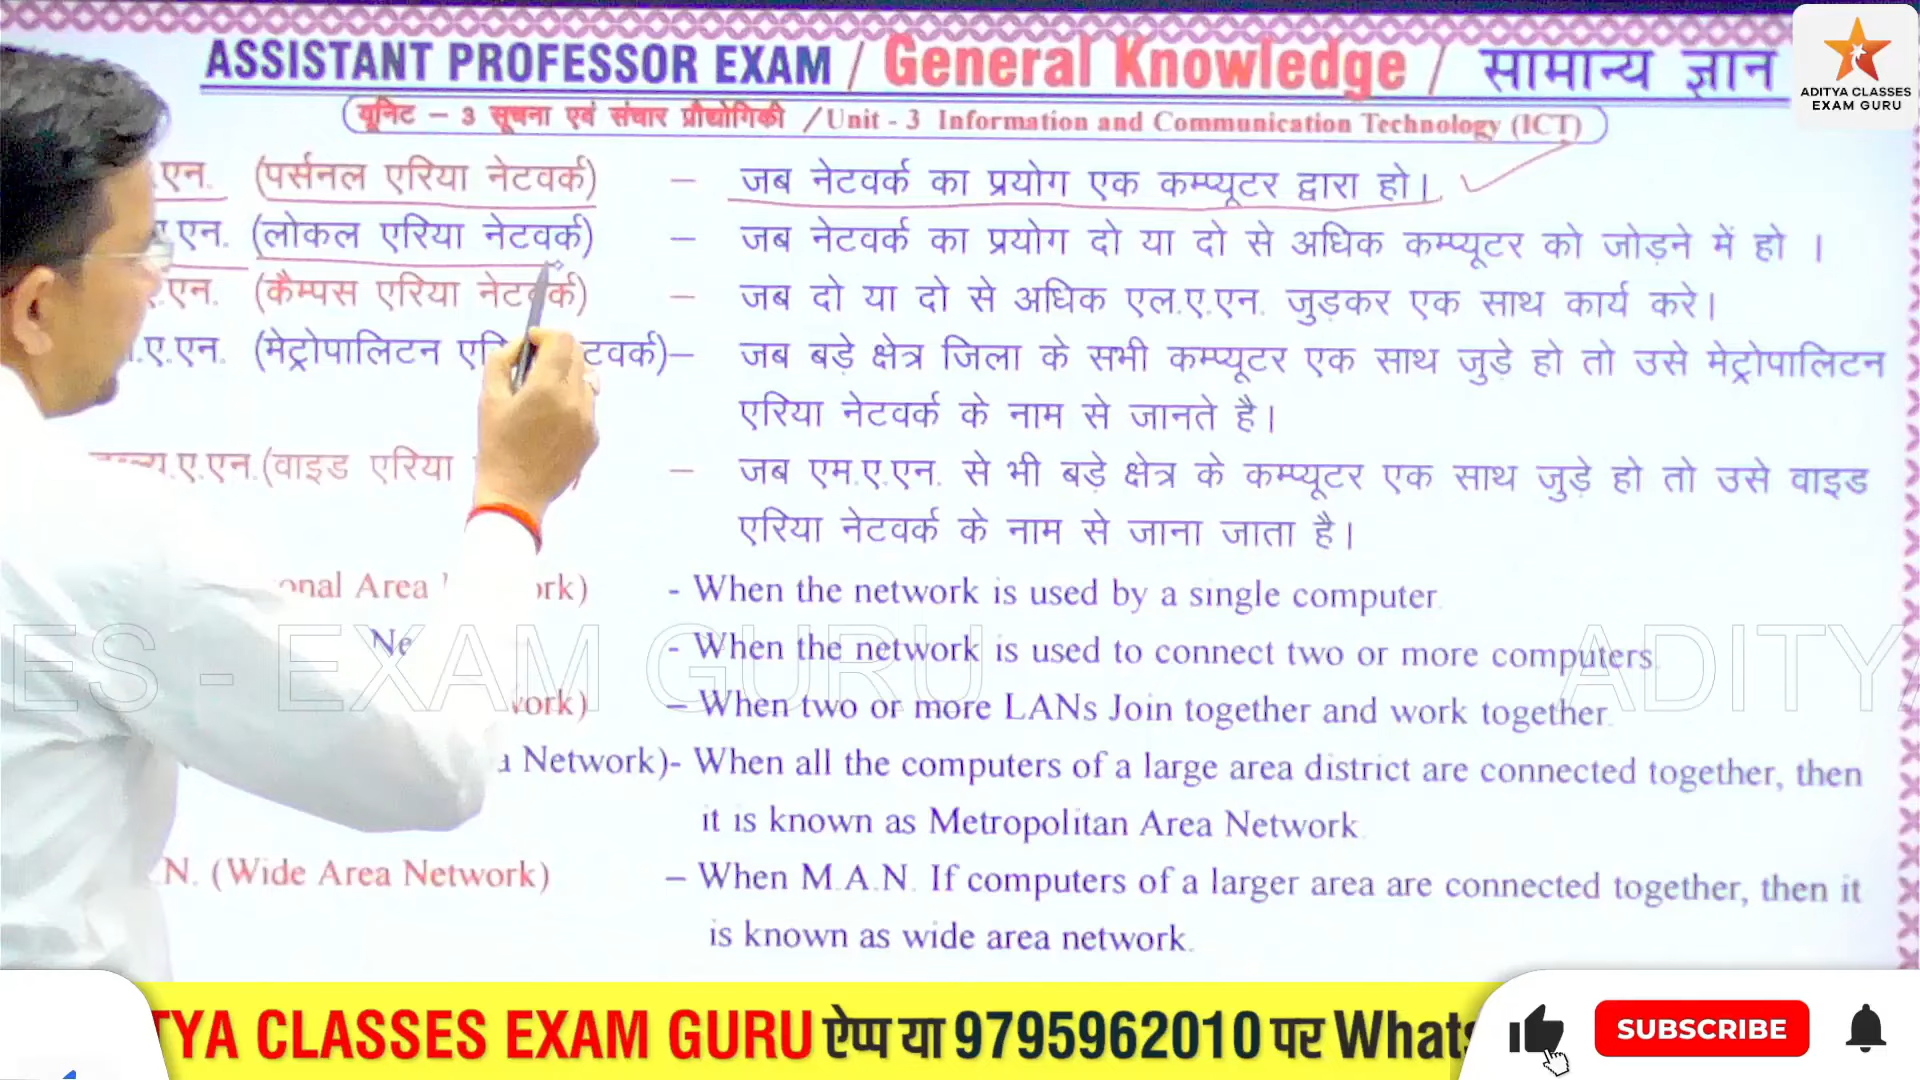 ASSISTANT PROFESSOR EXAM / General Knowledge / सामान्य ज्ञान
ADITYA CLASSES
EXAM GURU
यूनिट – 3 सूचना एवं संचार प्रौद्योगिकी /Unit - 3 Information and Communication Technology (ICT)
.एन. (पर्सनल एरिया नेटवर्क) – जब नेटवर्क का प्रयोग एक कम्प्यूटर द्वारा हो।
एन. (लोकल एरिया नेटवर्क) – जब नेटवर्क का प्रयोग दो या दो से अधिक कम्प्यूटर को जोड़ने में हो ।
.एन. (कैम्पस एरिया नेटवर्क) – जब दो या दो से अधिक एल.ए.एन. जुड़कर एक साथ कार्य करे।
.ए.एन. (मेट्रोपालिटन टवर्क)– जब बड़े क्षेत्र जिला के सभी कम्प्यूटर एक साथ जुड़े हो तो उसे मेट्रोपालिटन
एरिया नेटवर्क के नाम से जानते है।
.ए.एन.(वाइड एरिया – जब एम.ए.एन. से भी बड़े क्षेत्र के कम्प्यूटर एक साथ जुड़े हो तो उसे वाइड
एरिया नेटवर्क के नाम से जाना जाता है।
onal Area ork) - When the network is used by a single computer.
Ne - When the network is used to connect two or more computers.
work) – When two or more LANs Join together and work together.
a Network)- When all the computers of a large area district are connected together, then
it is known as Metropolitan Area Network.
N. (Wide Area Network) – When M.A.N. If computers of a larger area are connected together, then it
is known as wide area network.
ES - EXAM GURU ADITYA
TYA CLASSES EXAM GURU ऐप्प या 9795962010 पर Whats
SUBSCRIBE